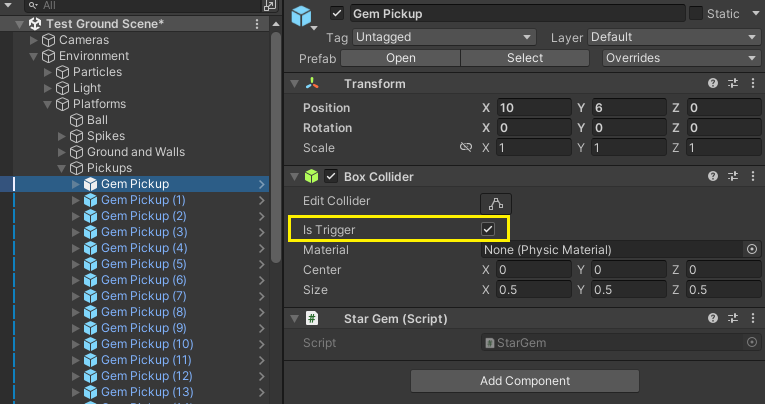 All
Test Ground Scene*
Cameras
Environment
Particles
Light
Platforms
Ball
Spikes
Ground and Walls
Pickups
Gem Pickup
Gem Pickup (1)
Gem Pickup (2)
Gem Pickup (3)
Gem Pickup (4)
Gem Pickup (5)
Gem Pickup (6)
Gem Pickup (7)
Gem Pickup (8)
Gem Pickup (9)
Gem Pickup (10)
Gem Pickup (11)
Gem Pickup (12)
Gem Pickup (13)
Gem Pickup Static
Tag Untagged Layer Default
Prefab Open Select Overrides
Transform
Position X 10 Y 6 Z 0
Rotation X 0 Y 0 Z 0
Scale X 1 Y 1 Z 1
Box Collider
Edit Collider
Is Trigger
Material None (Physic Material)
Center X 0 Y 0 Z 0
Size X 0.5 Y 0.5 Z 0.5
# Star Gem (Script)
Script StarGem
Add Component